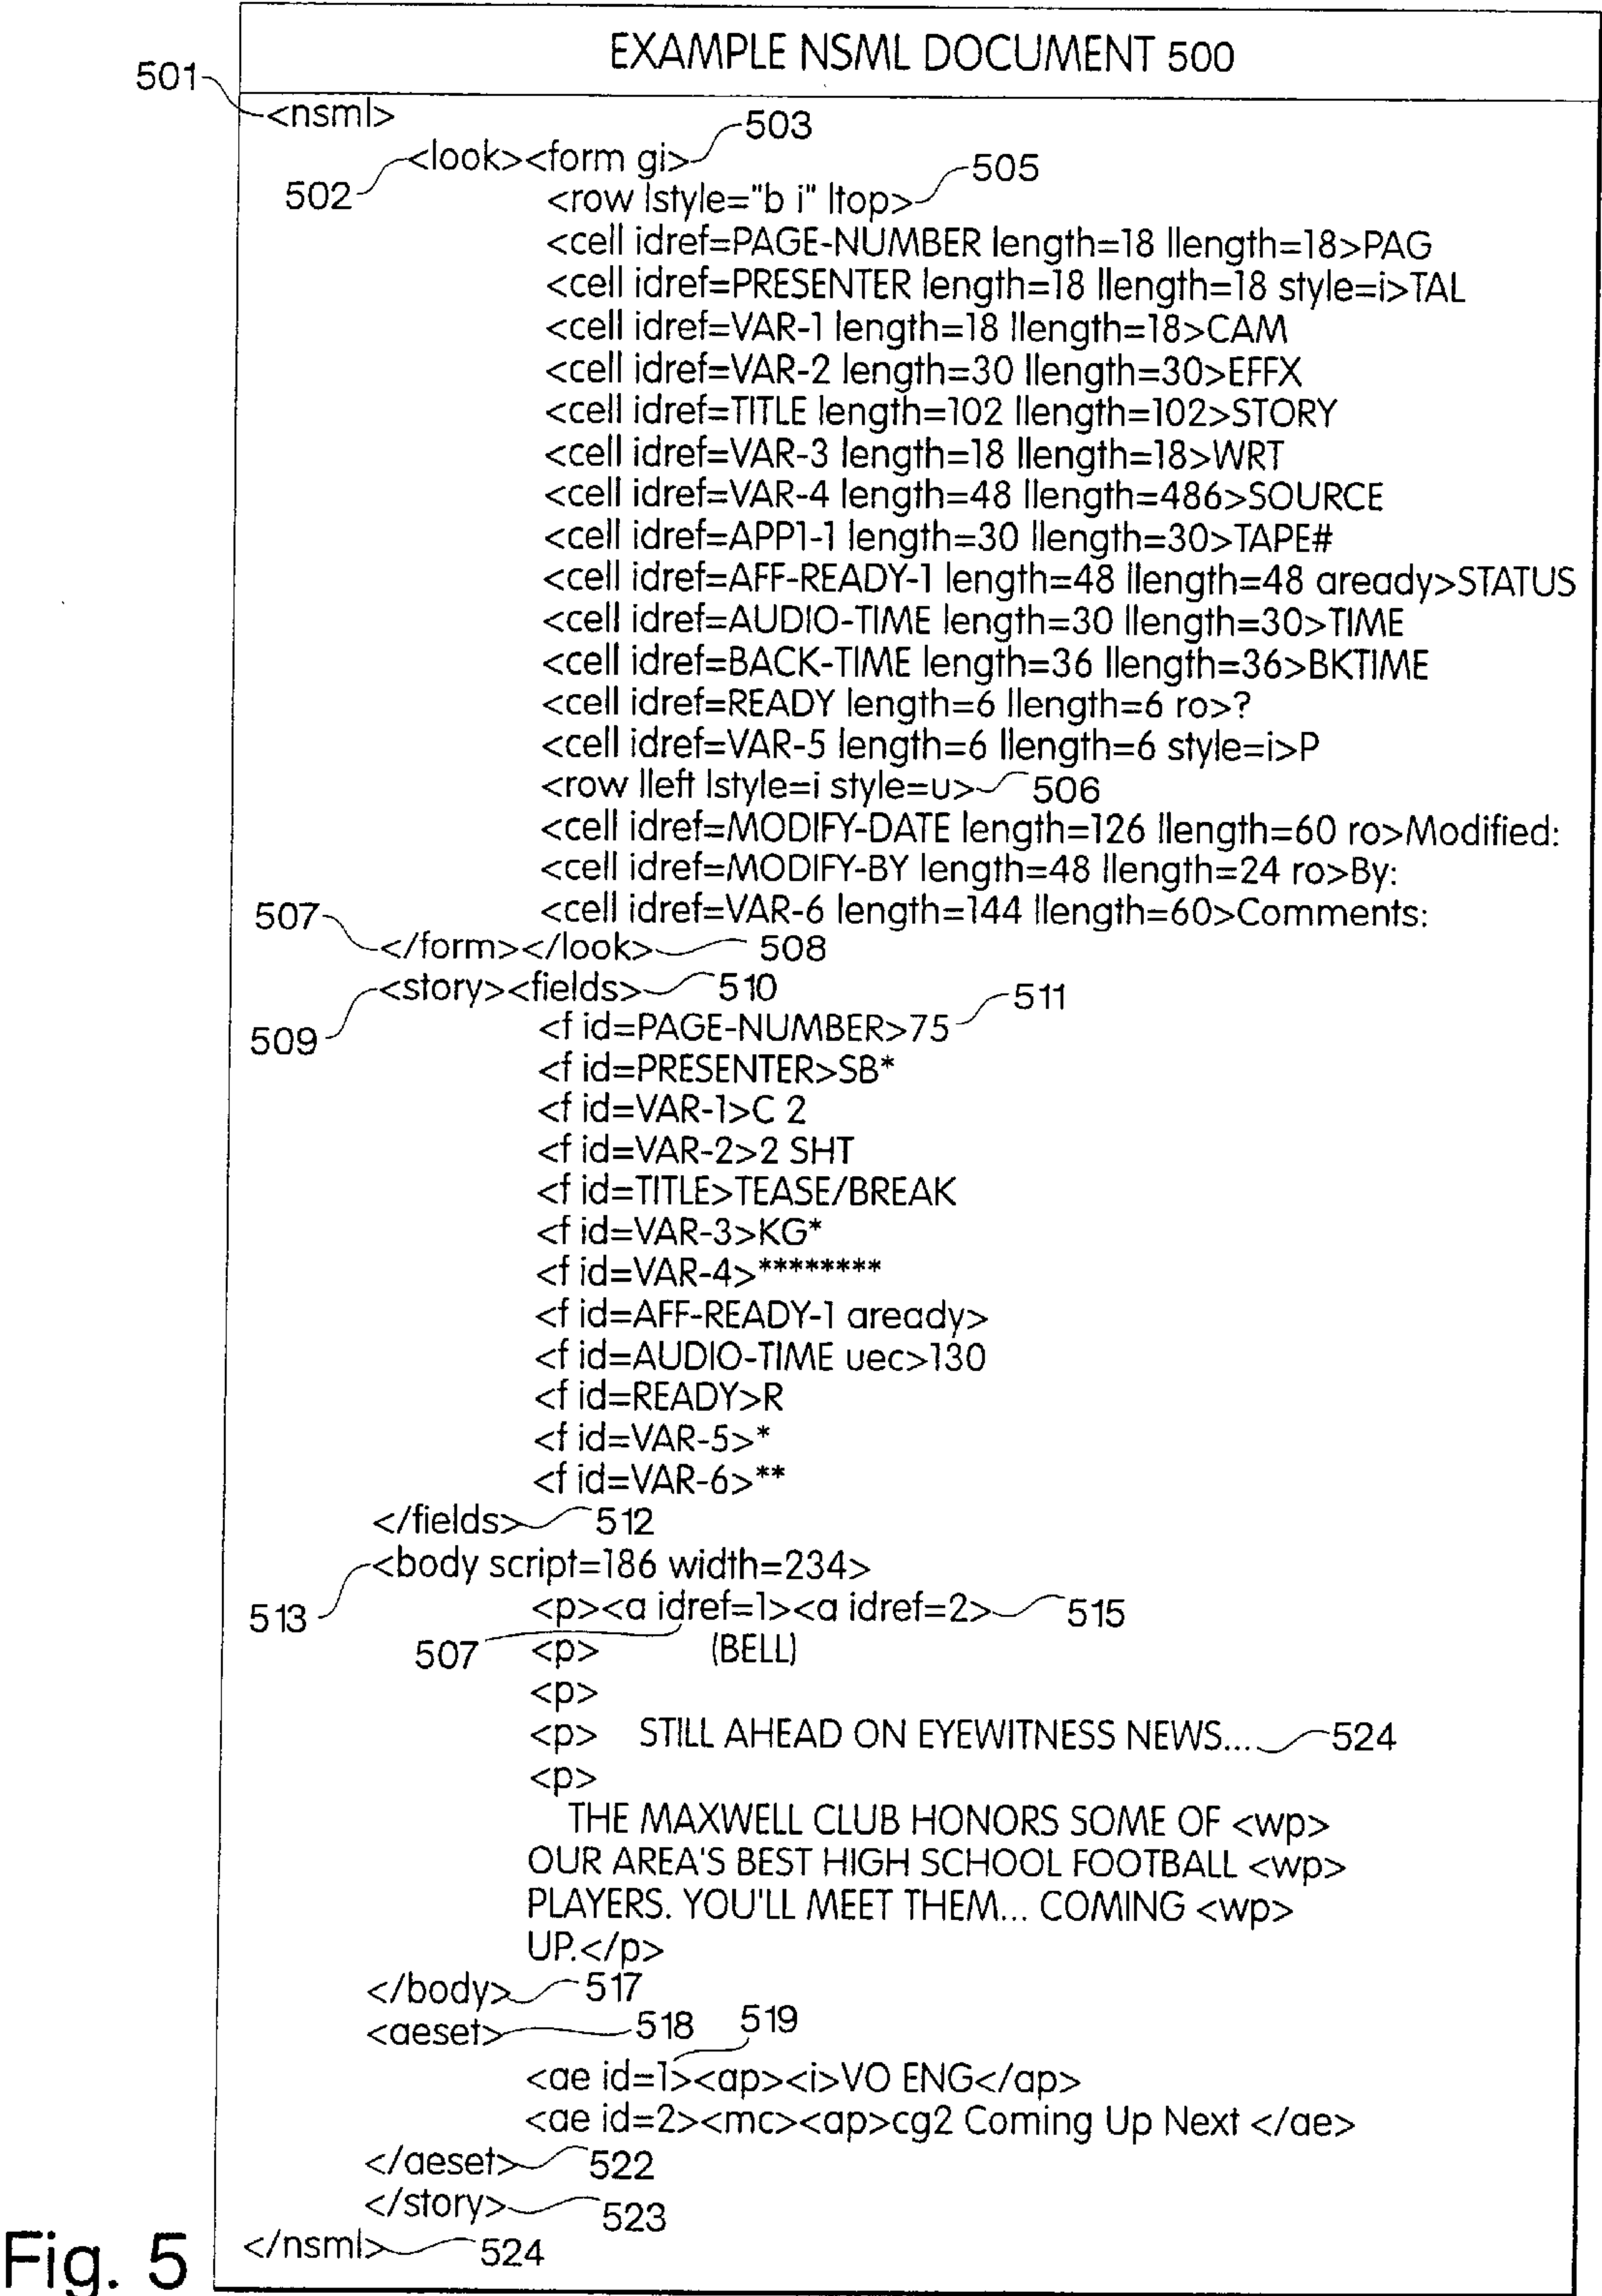 EXAMPLE NSML DOCUMENT 500
501
<nsml>
503
<look><form gi>
502
505
<row lstyle="b i" ltop>
<cell idref=PAGE-NUMBER length=18 llength=18>PAG
<cell idref=PRESENTER length=18 llength=18 style=i>TAL
<cell idref=VAR-1 length=18 llength=18>CAM
<cell idref=VAR-2 length=30 llength=30>EFFX
<cell idref=TITLE length=102 llength=102>STORY
<cell idref=VAR-3 length=18 llength=18>WRT
<cell idref=VAR-4 length=48 llength=486>SOURCE
<cell idref=APP1-1 length=30 llength=30>TAPE#
<cell idref=AFF-READY-1 length=48 llength=48 aready>STATUS
<cell idref=AUDIO-TIME length=30 llength=30>TIME
<cell idref=BACK-TIME length=36 llength=36>BKTIME
<cell idref=READY length=6 llength=6 ro>?
<cell idref=VAR-5 length=6 llength=6 style=i>P
<row lleft lstyle=i style=u> 506
<cell idref=MODIFY-DATE length=126 llength=60 ro>Modified:
<cell idref=MODIFY-BY length=48 llength=24 ro>By:
<cell idref=VAR-6 length=144 llength=60>Comments:
507
</form></look> 508
<story><fields> 510
509
511
<f id=PAGE-NUMBER>75
<f id=PRESENTER>SB*
<f id=VAR-1>C 2
<f id=VAR-2>2 SHT
<f id=TITLE>TEASE/BREAK
<f id=VAR-3>KG*
<f id=VAR-4>********
<f id=AFF-READY-1 aready>
<f id=AUDIO-TIME uec>130
<f id=READY>R
<f id=VAR-5>*
<f id=VAR-6>**
</fields> 512
<body script=186 width=234>
513
<p><a idref=1><a idref=2> 515
507
<p> (BELL)
<p>
<p> STILL AHEAD ON EYEWITNESS NEWS... 524
<p>
THE MAXWELL CLUB HONORS SOME OF <wp>
OUR AREA'S BEST HIGH SCHOOL FOOTBALL <wp>
PLAYERS. YOU'LL MEET THEM... COMING <wp>
UP.</p>
</body> 517
<aeset> 518
519
<ae id=1><ap><i>VO ENG</ap>
<ae id=2><mc><ap>cg2 Coming Up Next </ae>
</aeset> 522
</story> 523
</nsml> 524
Fig. 5